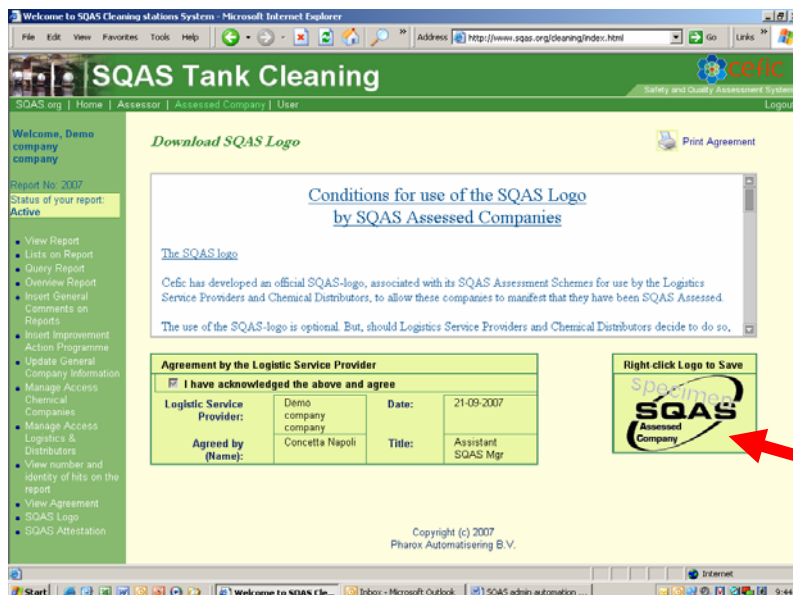 Welcome to SQAS Cleaning stations System - Microsoft Internet Explorer
File Edit View Favorites Tools Help
Address http://www.sqas.org/cleaning/index.html Go Links
SQAS Tank Cleaning
cefic
Safety and Quality Assessment System
SQAS.org | Home | Assessor | Assessed Company | User
Logout
Welcome, Demo
company
company
Report No: 2007
Status of your report:
Active
View Report
Lists on Report
Query Report
Overview Report
Insert General
Comments on
Reports
Insert Improvement
Action Programme
Update General
Company Information
Manage Access
Chemical
Companies
Manage Access
Logistics &
Distributors
View number and
identity of hits on the
report
View Agreement
SQAS Logo
SQAS Attestation
Download SQAS Logo
Print Agreement
Conditions for use of the SQAS Logo
by SQAS Assessed Companies
The SQAS logo
Cefic has developed an official SQAS-logo, associated with its SQAS Assessment Schemes for use by the Logistics
Service Providers and Chemical Distributors, to allow these companies to manifest that they have been SQAS Assessed.
The use of the SQAS-logo is optional. But, should Logistics Service Providers and Chemical Distributors decide to do so,
Agreement by the Logistic Service Provider
I have acknowledged the above and agree
Logistic Service
Provider:
Demo
company
company
Date:
21-09-2007
Agreed by
(Name):
Concetta Napoli
Title:
Assistant
SQAS Mgr
Right-click Logo to Save
specimen
SQAS
Assessed
Company
Copyright (c) 2007
Pharox Automatisering B.V.
Internet
Start
Welcome to SQAS Cle...
Inbox - Microsoft Outlook
SQAS admin automation ...
9:44